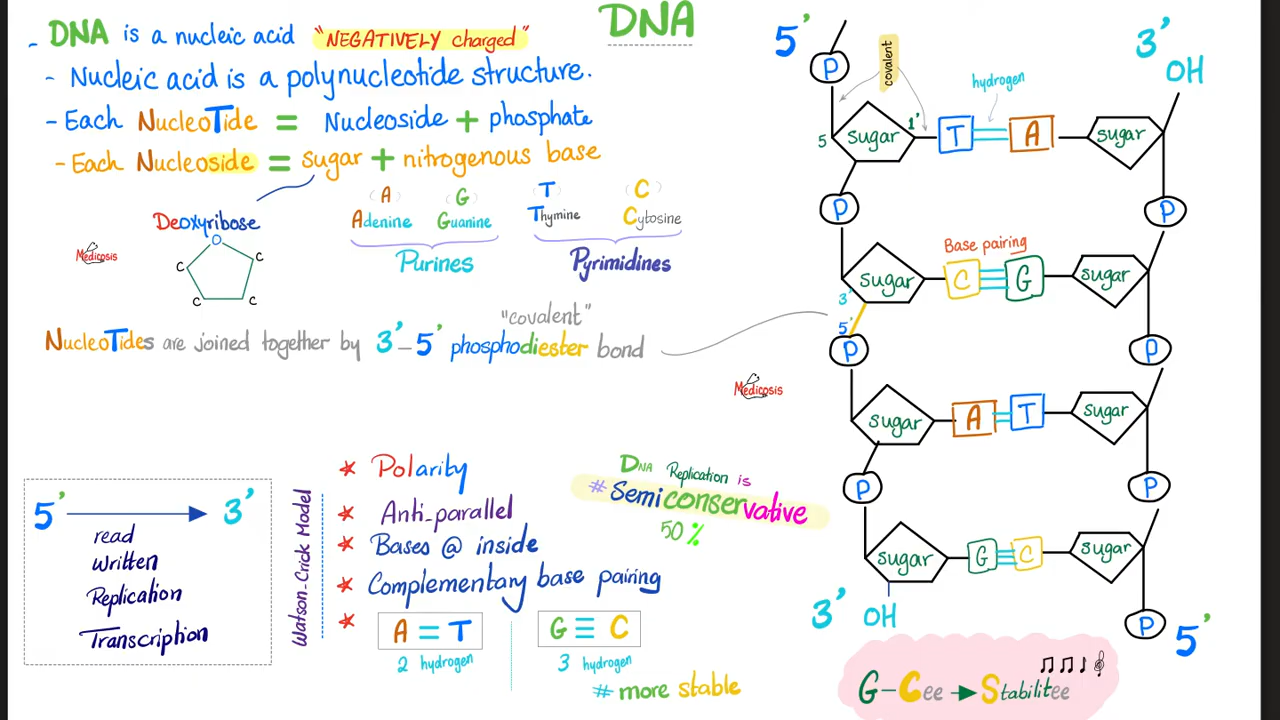 DNA
- DNA is a nucleic acid "NEGATIVELY charged"
- Nucleic acid is a polynucleotide structure.
- Each NucleoTide = Nucleoside + phosphate
- Each Nucleoside = sugar + nitrogenous base
Deoxyribose
O
C C
C C
Medicosis
(A) (G) (T) (C)
Adenine Guanine Thymine Cytosine
Purines Pyrimidines
"covalent"
NucleoTides are joined together by 3'-5' phosphodiester bond
Medicosis
5' 3'
read
written
Replication
Transcription
Watson-Crick Model
* Polarity
* Anti-parallel
* Bases @ inside
* Complementary base pairing
* A = T G ≡ C
2 hydrogen 3 hydrogen
# more stable
DNA Replication is
# Semiconservative
50%
5' 3'
OH
P
covalent
hydrogen
5 sugar 1' T A sugar
P P
Base pairing
sugar C G sugar
3'
5'
P P
sugar A T sugar
P P
sugar G C sugar
3' OH
P 5'
G-Cee → Stabilitee